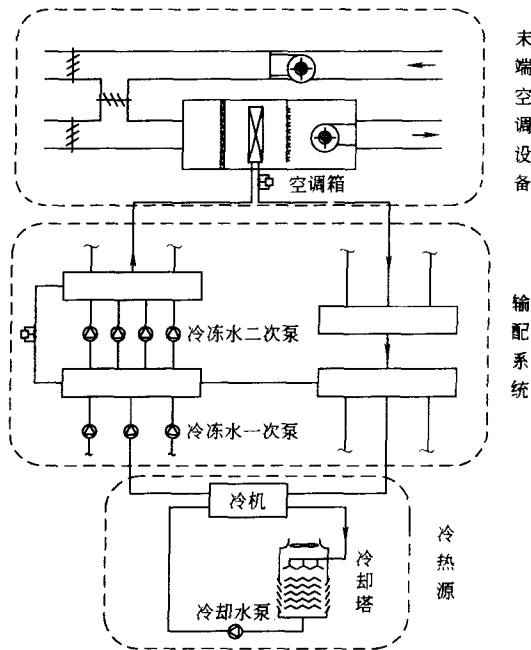 末端空调设备
空调箱
冷冻水二次泵
输配系统
冷冻水一次泵
冷机
冷却塔
冷热源
冷却水泵